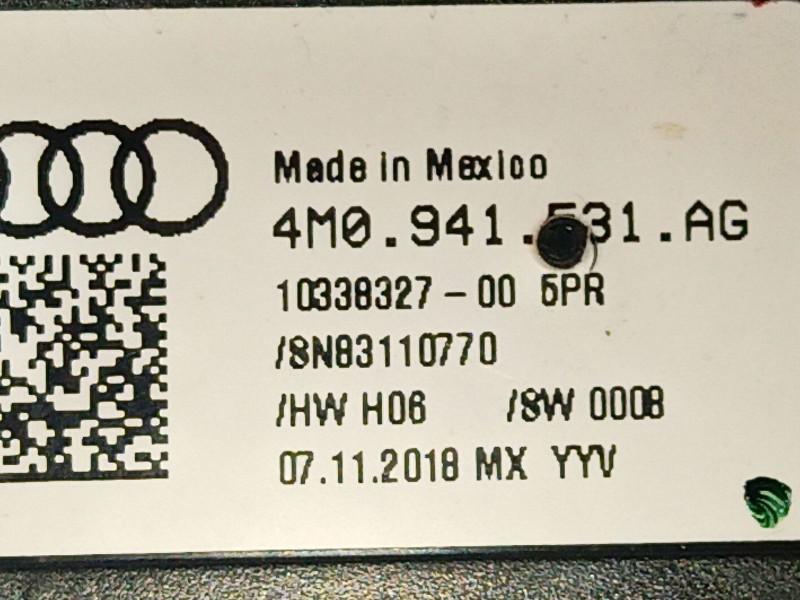 Made in Mexico
4M0.941.531.AG
10338327-00 5PR
/SN83110770
/HW H06 /SW 0008
07.11.2018 MX YYV